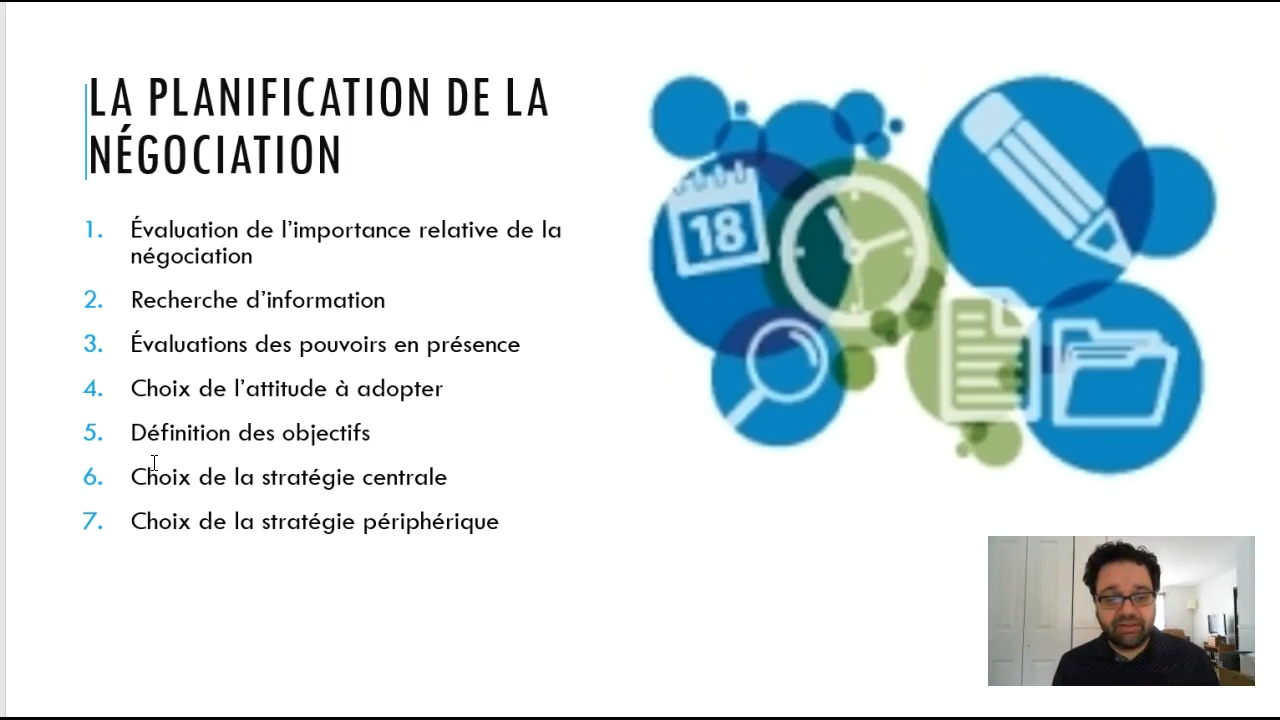 LA PLANIFICATION DE LA
NÉGOCIATION
1. Évaluation de l’importance relative de la
négociation
2. Recherche d’information
3. Évaluations des pouvoirs en présence
4. Choix de l’attitude à adopter
5. Définition des objectifs
6. Choix de la stratégie centrale
7. Choix de la stratégie périphérique
18